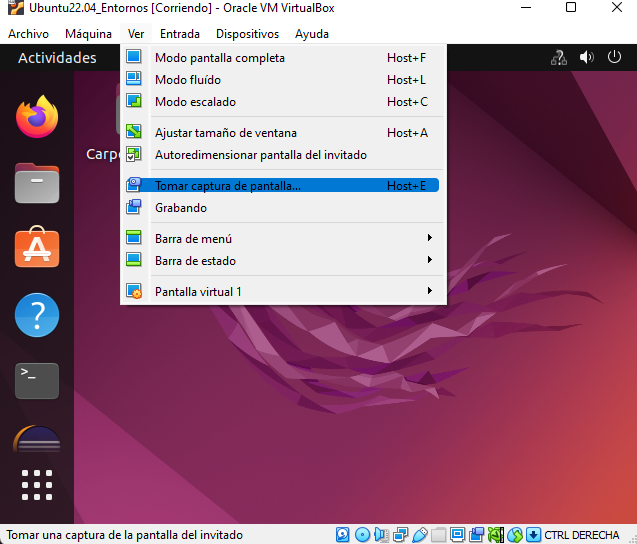 Ubuntu22.04_Entornos [Corriendo] - Oracle VM VirtualBox
Archivo Máquina Ver Entrada Dispositivos Ayuda
Actividades
Modo pantalla completa Host+F
Modo fluído Host+L
Modo escalado Host+C
Carpe
Ajustar tamaño de ventana Host+A
Autoredimensionar pantalla del invitado
Tomar captura de pantalla... Host+E
Grabando
Barra de menú
Barra de estado
Pantalla virtual 1
Tomar una captura de la pantalla del invitado CTRL DERECHA